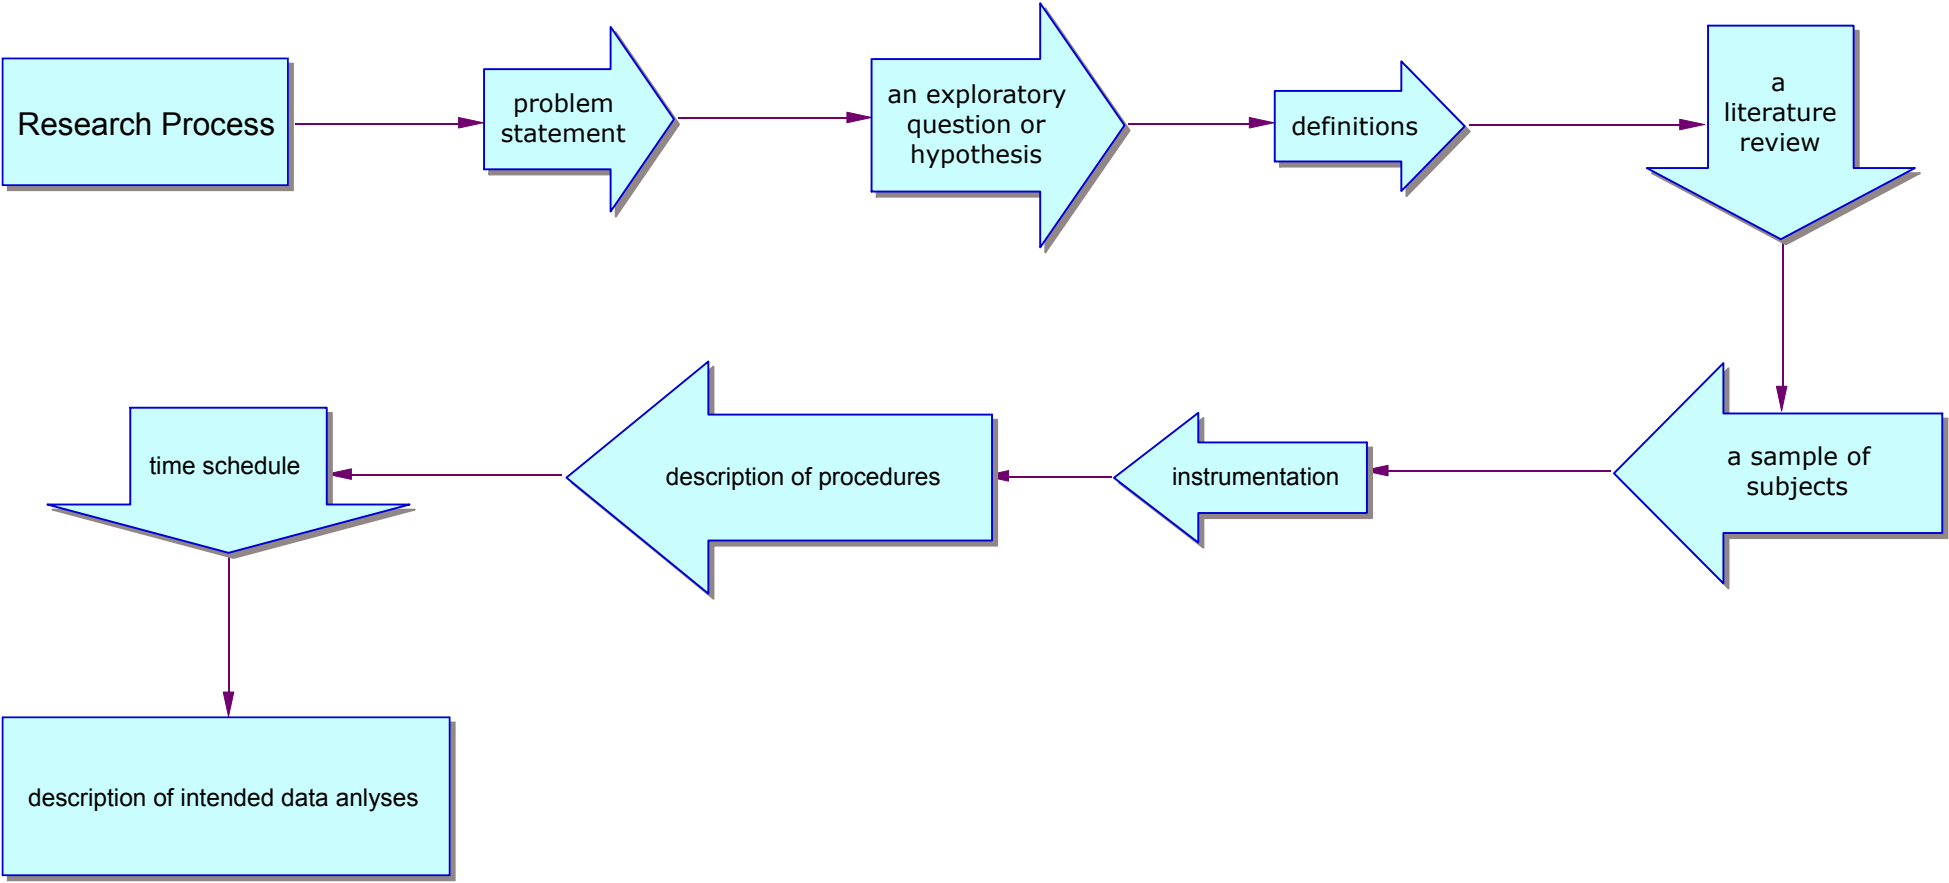 Research Process
problem
statement
an exploratory
question or
hypothesis
definitions
a
literature
review
a sample of
subjects
instrumentation
description of procedures
time schedule
description of intended data anlyses